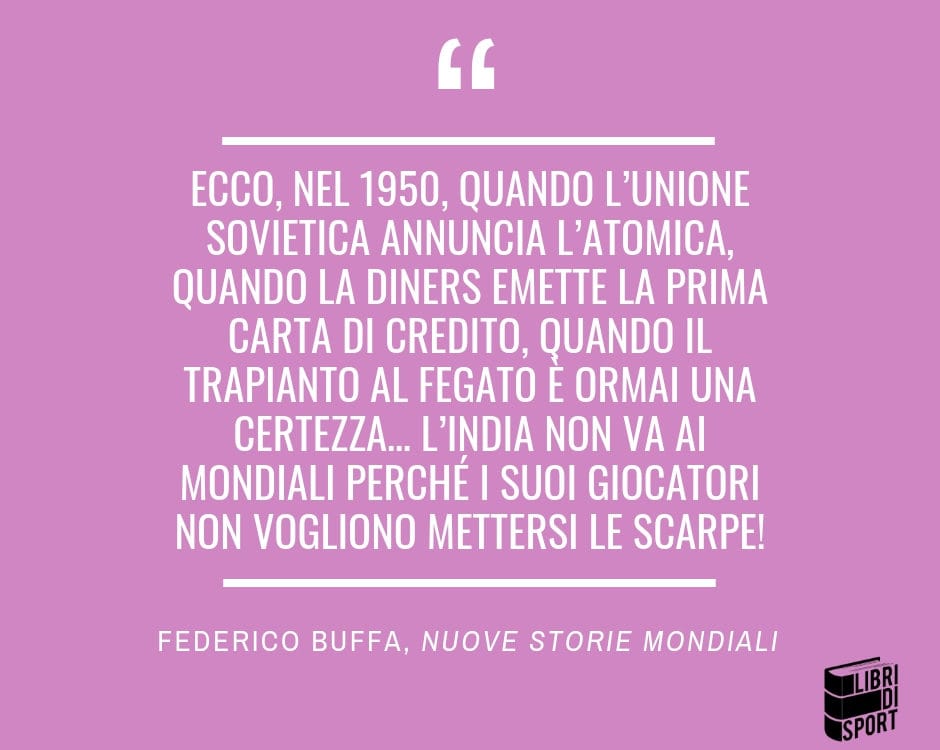 “
ECCO, NEL 1950, QUANDO L’UNIONE
SOVIETICA ANNUNCIA L’ATOMICA,
QUANDO LA DINERS EMETTE LA PRIMA
CARTA DI CREDITO, QUANDO IL
TRAPIANTO AL FEGATO È ORMAI UNA
CERTEZZA... L’INDIA NON VA AI
MONDIALI PERCHÉ I SUOI GIOCATORI
NON VOGLIONO METTERSI LE SCARPE!
FEDERICO BUFFA, NUOVE STORIE MONDIALI
LIBRI
DI
SPORT